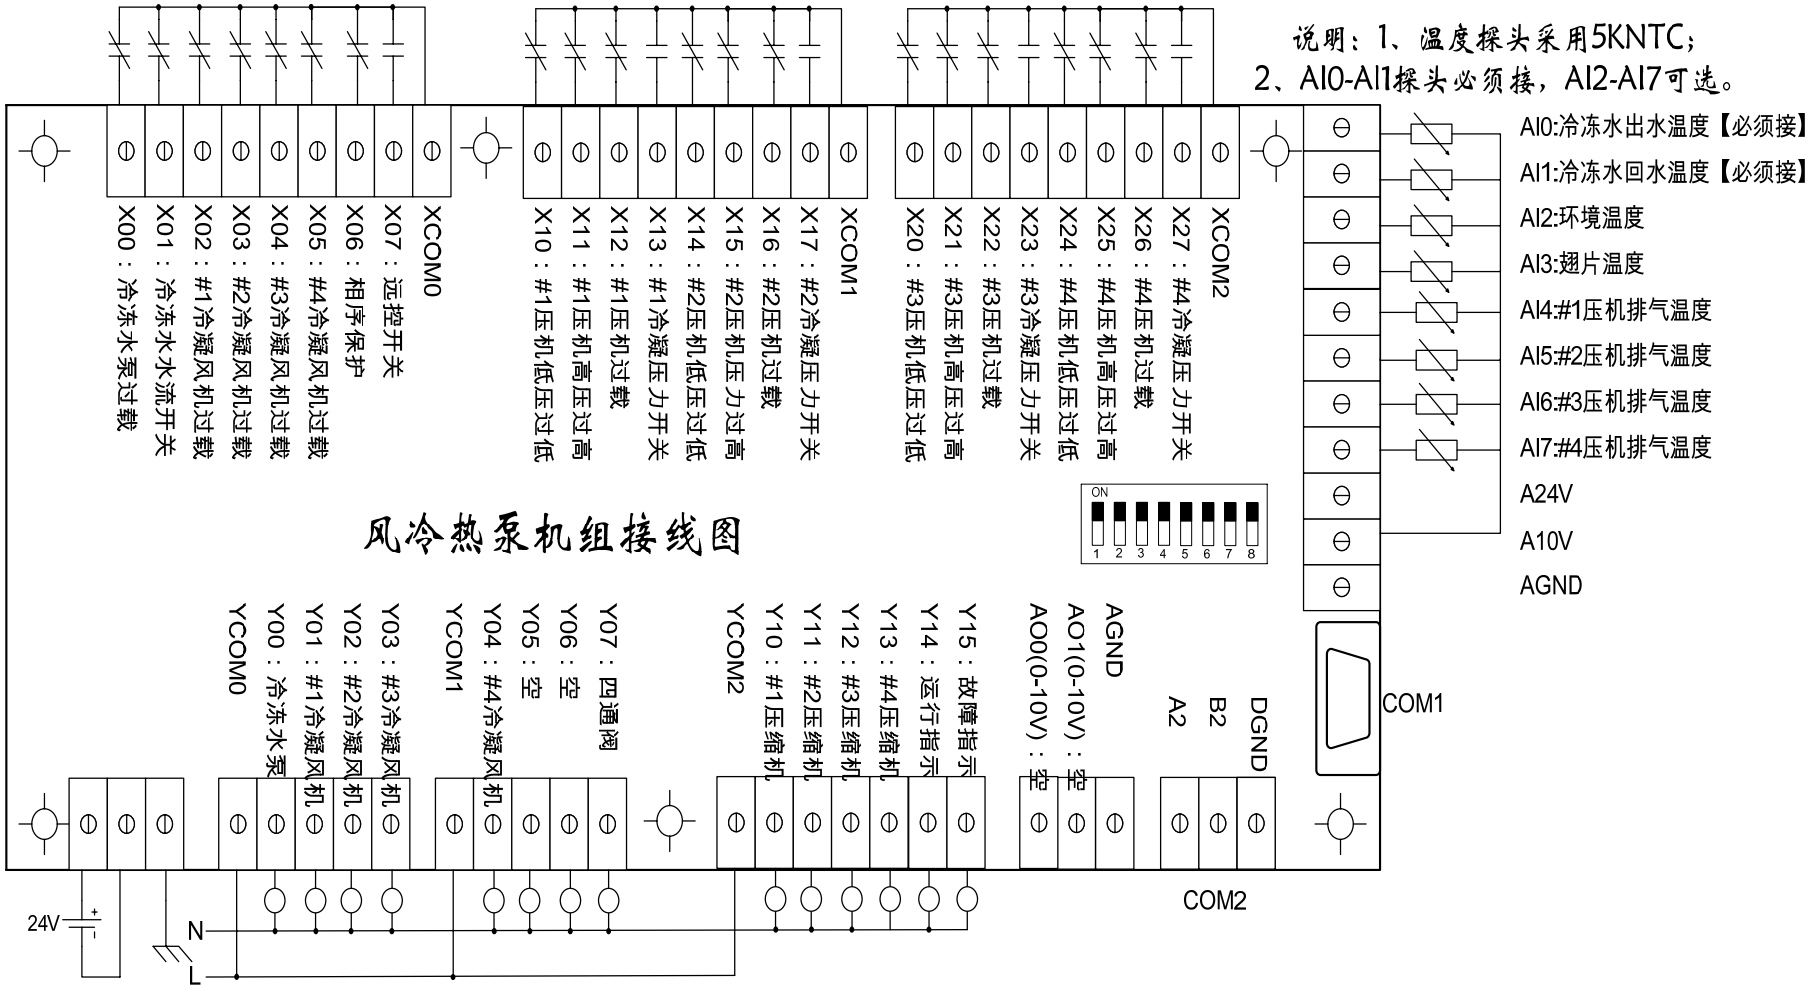 说明：1、温度探头采用5KNTC；
2、AI0-AI1探头必须接，AI2-AI7可选。
X00：冷冻水泵过载
X01：冷冻水水流开关
X02：#1冷凝风机过载
X03：#2冷凝风机过载
X04：#3冷凝风机过载
X05：#4冷凝风机过载
X06：相序保护
X07：远控开关
XCOM0
X10：#1压机低压过低
X11：#1压机高压过高
X12：#1压机过载
X13：#1冷凝压力开关
X14：#2压机低压过低
X15：#2压机压力过高
X16：#2压机过载
X17：#2冷凝压力开关
XCOM1
X20：#3压机低压过低
X21：#3压机高压过高
X22：#3压机过载
X23：#3冷凝压力开关
X24：#4压机低压过低
X25：#4压机高压过高
X26：#4压机过载
X27：#4冷凝压力开关
XCOM2
AI0:冷冻水出水温度【必须接】
AI1:冷冻水回水温度【必须接】
AI2:环境温度
AI3:翅片温度
AI4:#1压机排气温度
AI5:#2压机排气温度
AI6:#3压机排气温度
AI7:#4压机排气温度
A24V
A10V
AGND
风冷热泵机组接线图
ON
1 2 3 4 5 6 7 8
YCOM0
Y00：冷冻水泵
Y01：#1冷凝风机
Y02：#2冷凝风机
Y03：#3冷凝风机
YCOM1
Y04：#4冷凝风机
Y05：空
Y06：空
Y07：四通阀
YCOM2
Y10：#1压缩机
Y11：#2压缩机
Y12：#3压缩机
Y13：#4压缩机
Y14：运行指示
Y15：故障指示
AO0(0-10V)：空
AO1(0-10V)：空
AGND
A2
B2
DGND
COM1
COM2
24V
+
-
N
L